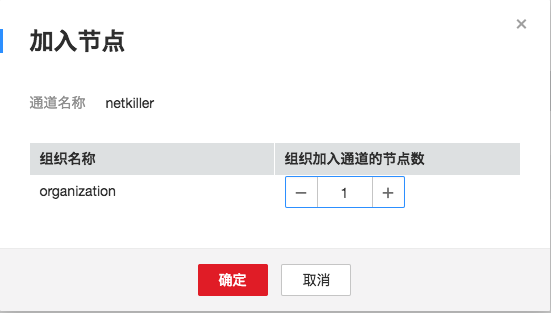 加入节点
通道名称 netkiller
组织名称 组织加入通道的节点数
organization − 1 +
确定 取消